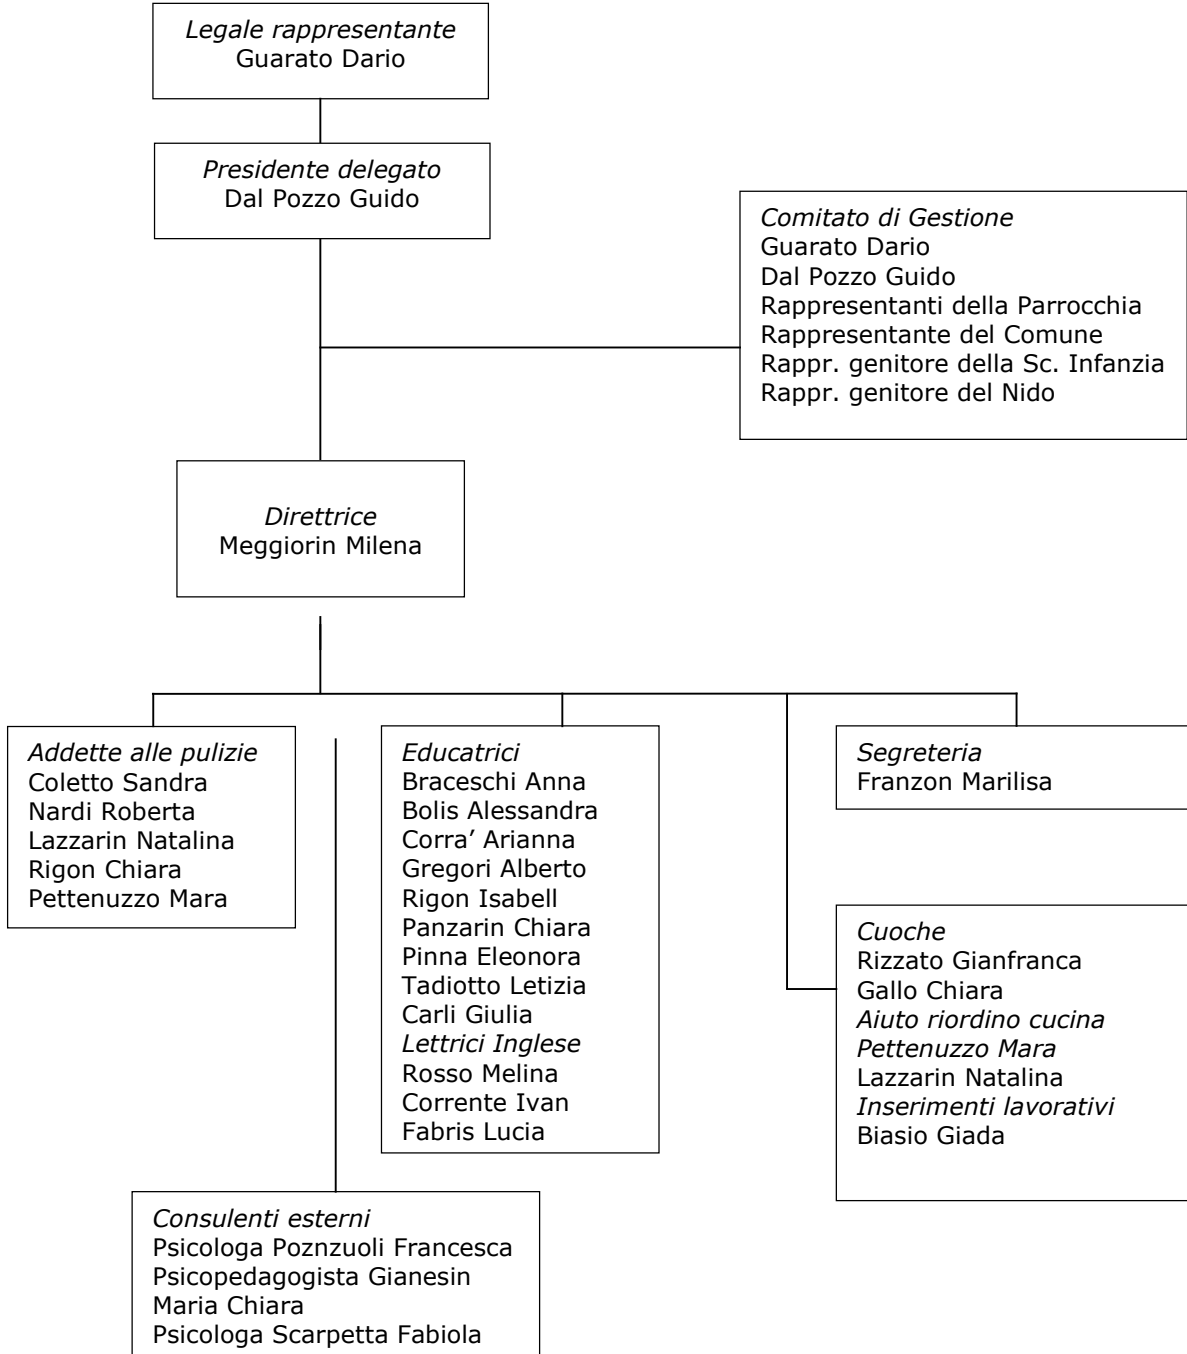 Legale rappresentante
Guarato Dario
Presidente delegato
Dal Pozzo Guido
Comitato di Gestione
Guarato Dario
Dal Pozzo Guido
Rappresentanti della Parrocchia
Rappresentante del Comune
Rappr. genitore della Sc. Infanzia
Rappr. genitore del Nido
Direttrice
Meggiorin Milena
Addette alle pulizie
Coletto Sandra
Nardi Roberta
Lazzarin Natalina
Rigon Chiara
Pettenuzzo Mara
Educatrici
Braceschi Anna
Bolis Alessandra
Corra’ Arianna
Gregori Alberto
Rigon Isabell
Panzarin Chiara
Pinna Eleonora
Tadiotto Letizia
Carli Giulia
Lettrici Inglese
Rosso Melina
Corrente Ivan
Fabris Lucia
Segreteria
Franzon Marilisa
Cuoche
Rizzato Gianfranca
Gallo Chiara
Aiuto riordino cucina
Pettenuzzo Mara
Lazzarin Natalina
Inserimenti lavorativi
Biasio Giada
Consulenti esterni
Psicologa Poznzuoli Francesca
Psicopedagogista Gianesin
Maria Chiara
Psicologa Scarpetta Fabiola